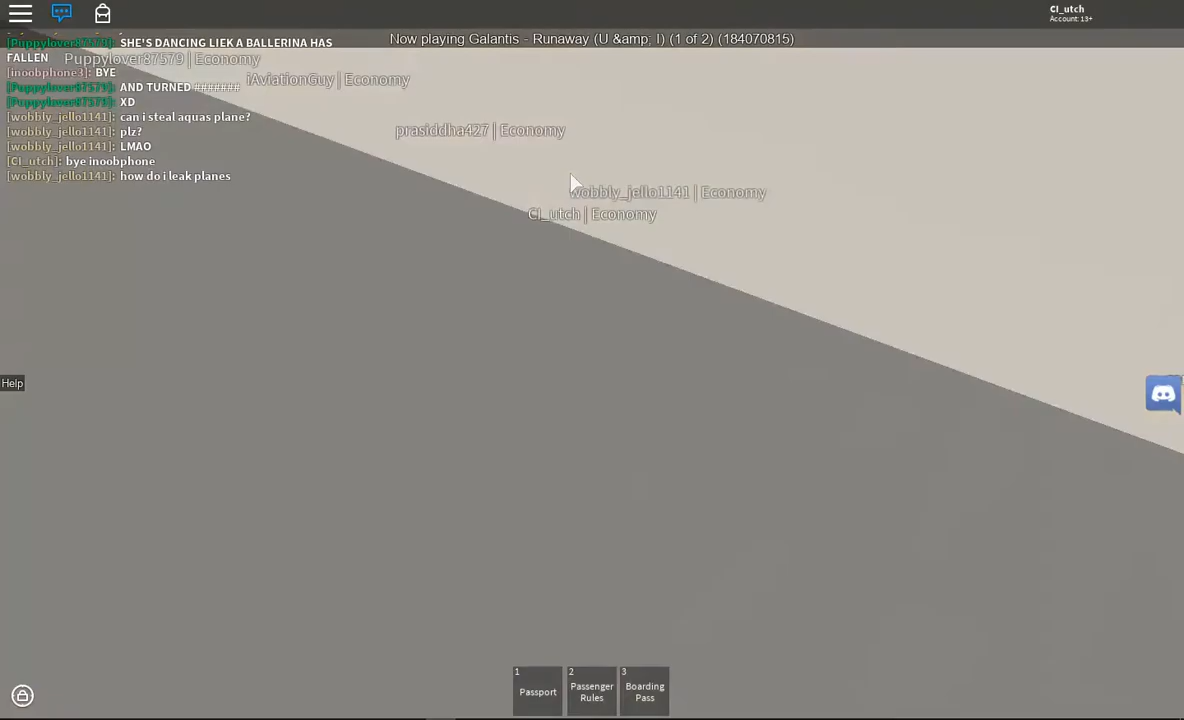 CI_utch
Account: 13+
Now playing Galantis - Runaway (U &amp; I) (1 of 2) (184070815)
[Puppylover87579]: SHE'S DANCING LIEK A BALLERINA HAS
FALLEN
Puppylover87579 | Economy
[inoobphone3]: BYE
iAviationGuy | Economy
[Puppylover87579]: AND TURNED #######
[Puppylover87579]: XD
[wobbly_jello1141]: can i steal aquas plane?
[wobbly_jello1141]: plz?
prasiddha427 | Economy
[wobbly_jello1141]: LMAO
[CI_utch]: bye inoobphone
[wobbly_jello1141]: how do i leak planes
wobbly_jello1141 | Economy
CI_utch | Economy
Help
1
Passport
2
Passenger
Rules
3
Boarding
Pass